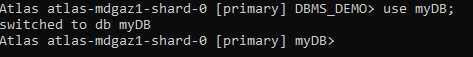 Atlas atlas-mdgaz1-shard-0 [primary] DBMS_DEMO> use myDB;
switched to db myDB
Atlas atlas-mdgaz1-shard-0 [primary] myDB>